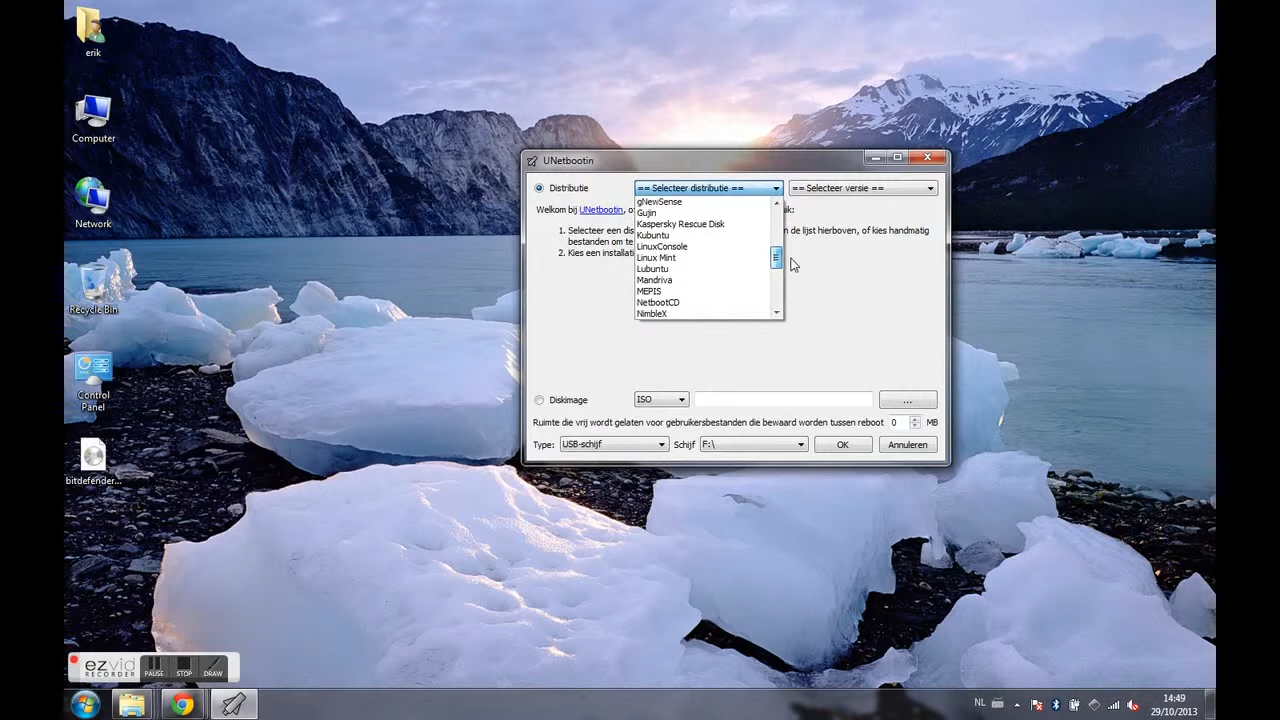 erik
Computer
Network
Recycle Bin
Control
Panel
bitdefender...
UNetbootin
Distributie
== Selecteer distributie ==
== Selecteer versie ==
gNewSense
Gujin
Kaspersky Rescue Disk
Kubuntu
LinuxConsole
Linux Mint
Lubuntu
Mandriva
MEPIS
NetbootCD
NimbleX
Welkom bij UNetbootin, o
uik:
1. Selecteer een dis
n de lijst hierboven, of kies handmatig
bestanden om te
2. Kies een installati
Diskimage
ISO
...
Ruimte die vrij wordt gelaten voor gebruikersbestanden die bewaard worden tussen reboot 0 MB
Type: USB-schijf Schijf F:\ OK Annuleren
ezvid
RECORDER
PAUSE STOP DRAW
NL
14:49
29/10/2013